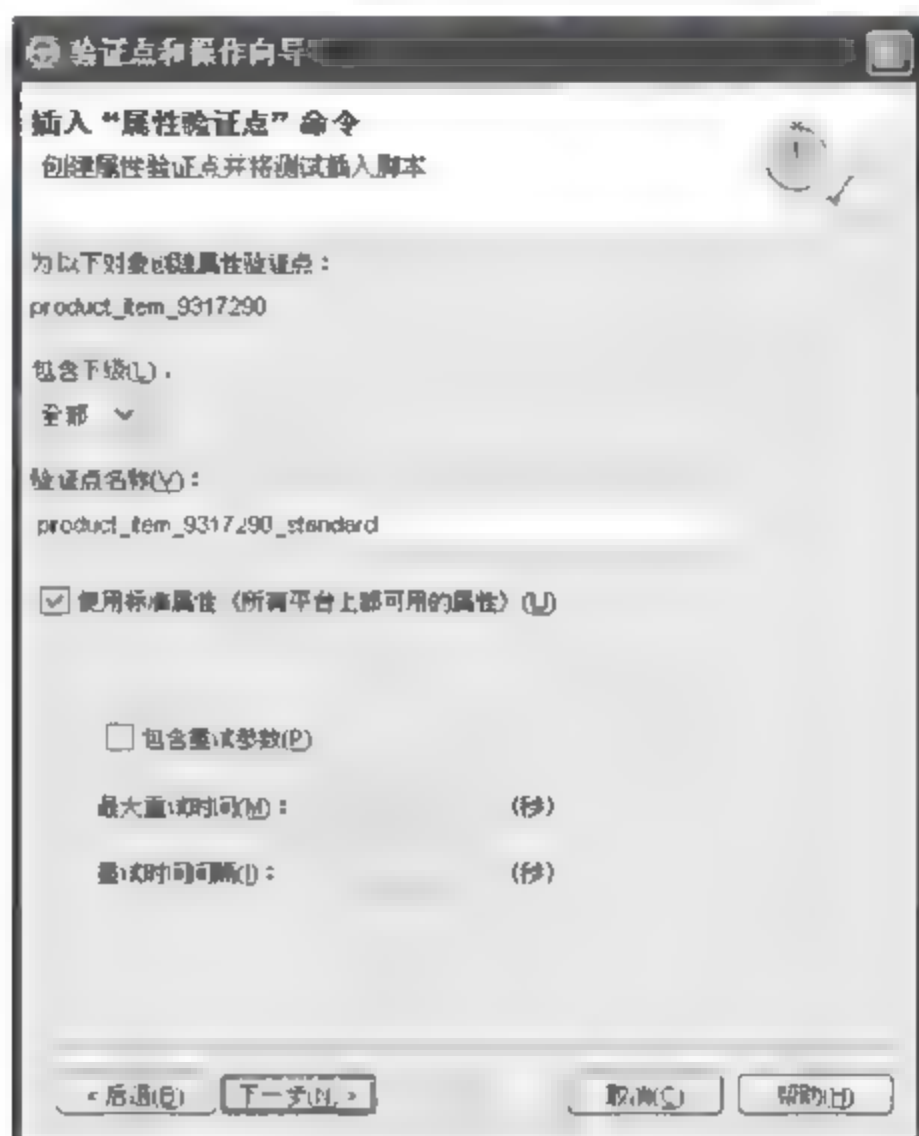 验证点和操作向导
插入“属性验证点”命令
创建属性验证点并将测试插入脚本
为以下对象创建属性验证点：
product_item_9317290
包含下级(L)：
全部
验证点名称(V)：
product_item_9317290_standard
使用标准属性（所有平台上都可用的属性）(U)
包含重试参数(P)
最大重试时间(M)： (秒)
重试时间间隔(I)： (秒)
< 后退(B) 下一步(N) > 取消(C) 帮助(H)